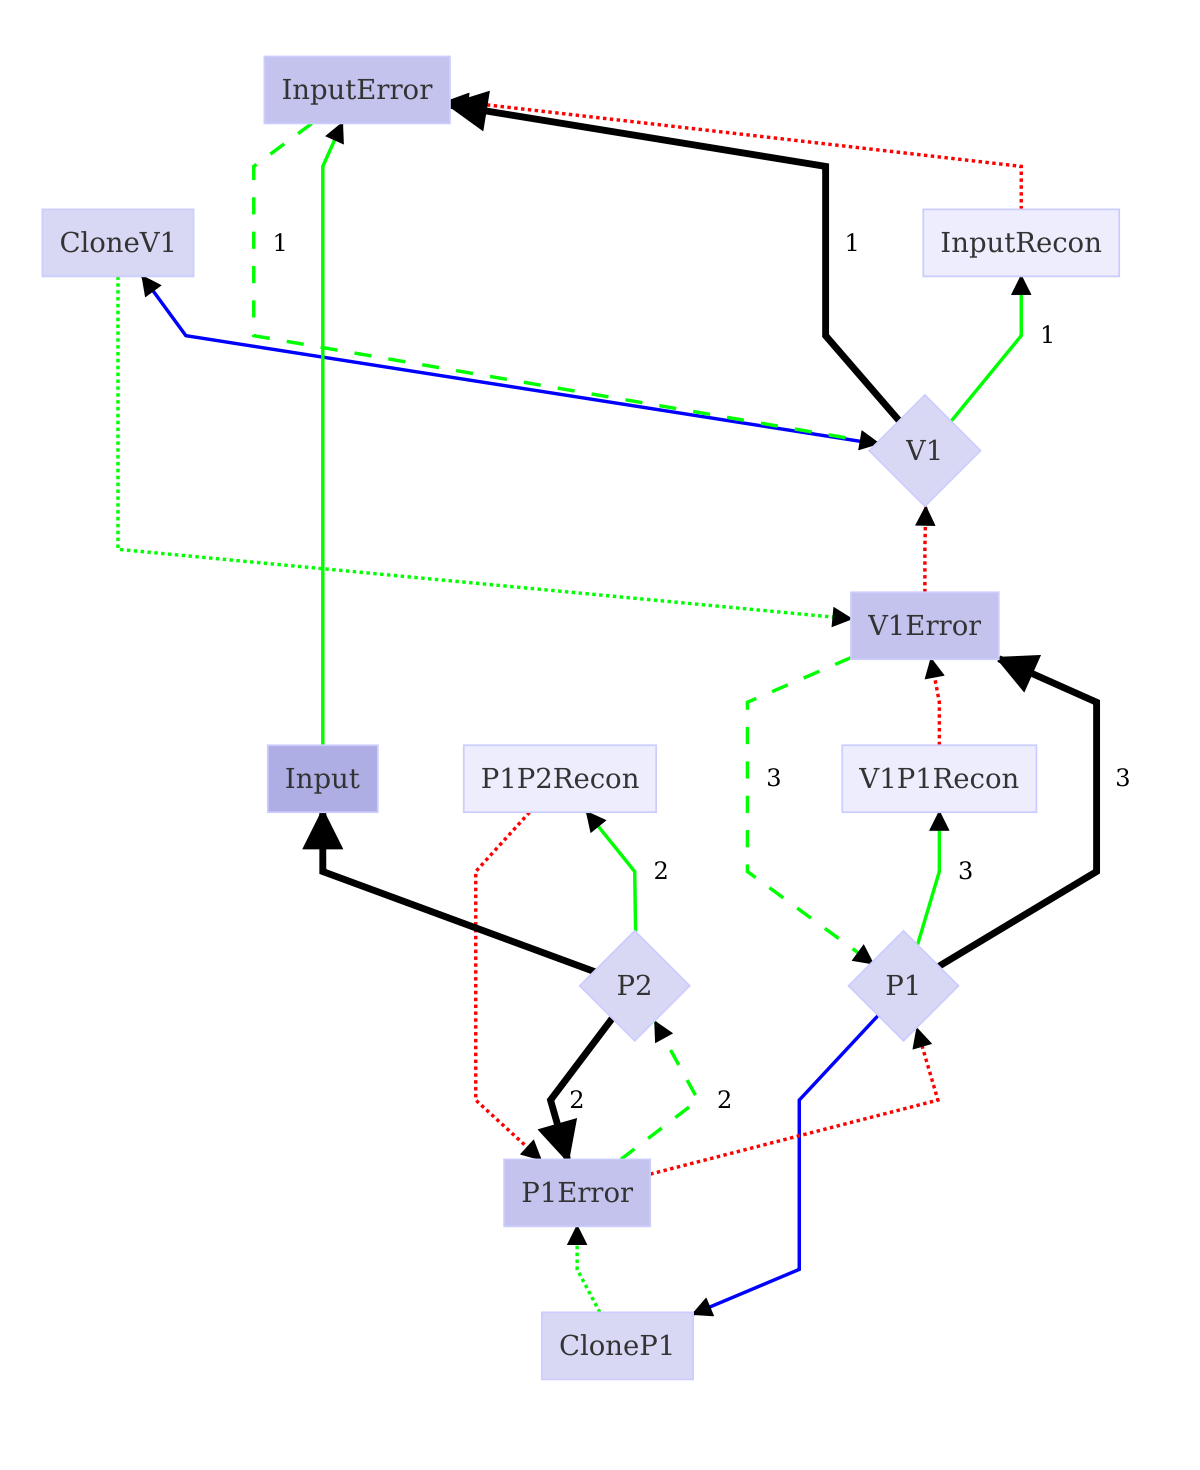 InputError
CloneV1
1
1
InputRecon
1
V1
V1Error
Input
P1P2Recon
3
V1P1Recon
3
2
3
P2
P1
2
2
P1Error
CloneP1